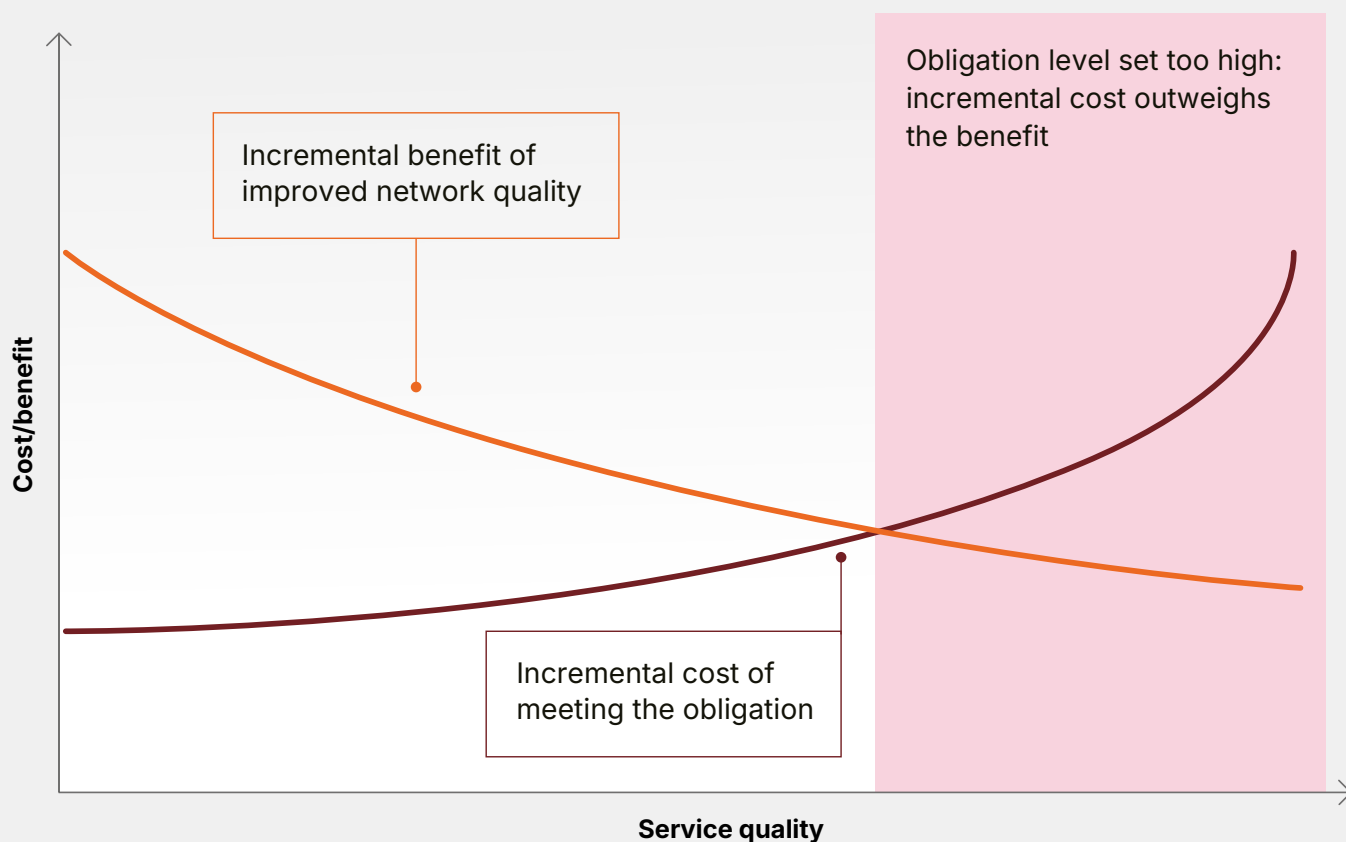 Obligation level set too high:
incremental cost outweighs
the benefit
Incremental benefit of
improved network quality
Cost/benefit
Incremental cost of
meeting the obligation
Service quality